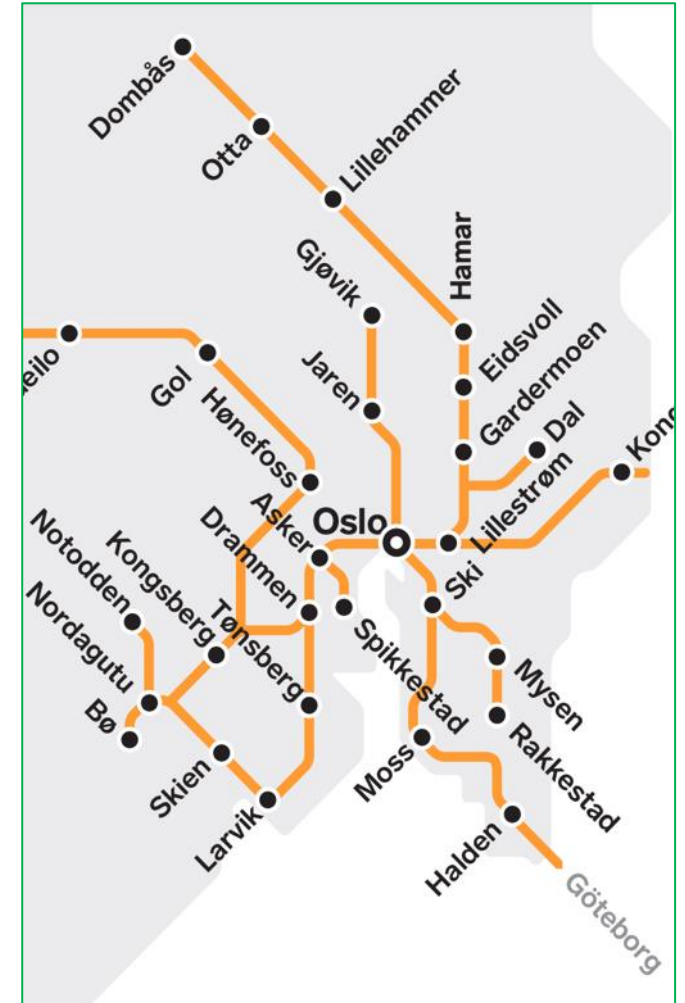 Dombås
Otta
Lillehammer
Gjøvik
Hamar
Jaren
Eidsvoll
Gardermoen
Dal
Gol
Hønefoss
Oslo
Lillestrøm
Asker
Drammen
Ski
Notodden
Kongsberg
Tønsberg
Spikkestad
Nordagutu
Bø
Mysen
Rakkestad
Moss
Skien
Larvik
Halden
Göteborg